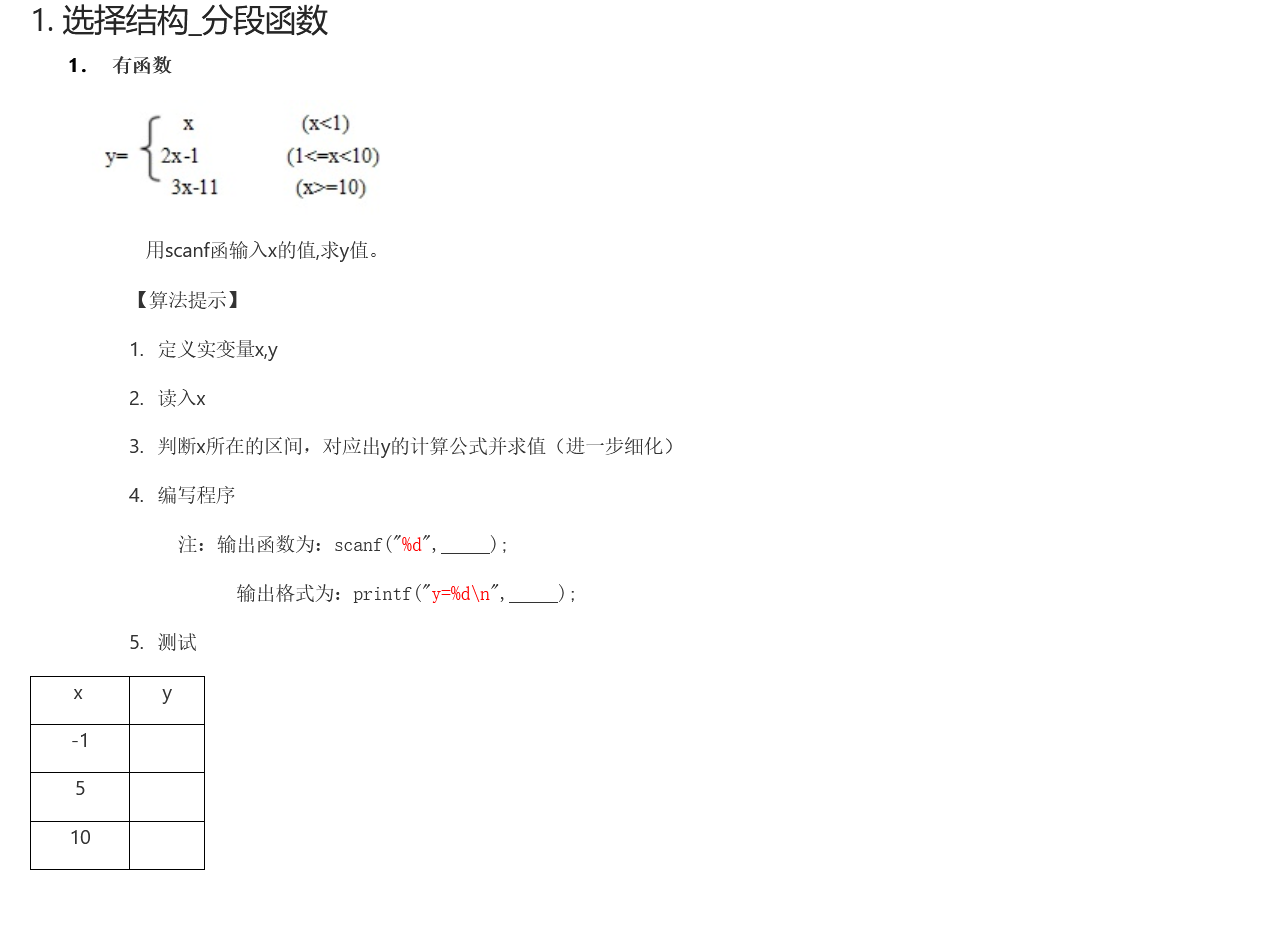 1. 选择结构_分段函数
1. 有函数
x (x<1)
y= 2x-1 (1<=x<10)
3x-11 (x>=10)
用scanf函输入x的值,求y值。
【算法提示】
1. 定义实变量x,y
2. 读入x
3. 判断x所在的区间，对应出y的计算公式并求值（进一步细化）
4. 编写程序
注：输出函数为：scanf("%d",_____);
输出格式为：printf("y=%d\n",_____);
5. 测试
x y
-1
5
10